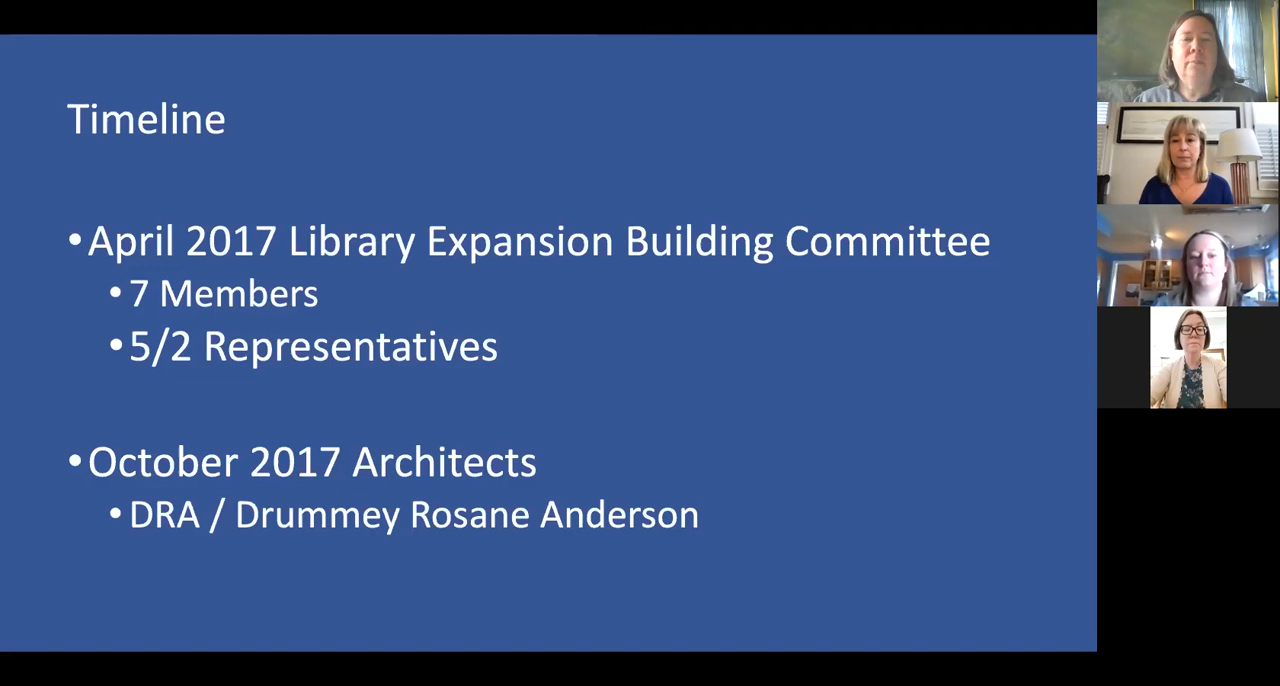 Timeline
•April 2017 Library Expansion Building Committee
•7 Members
•5/2 Representatives
•October 2017 Architects
•DRA / Drummey Rosane Anderson